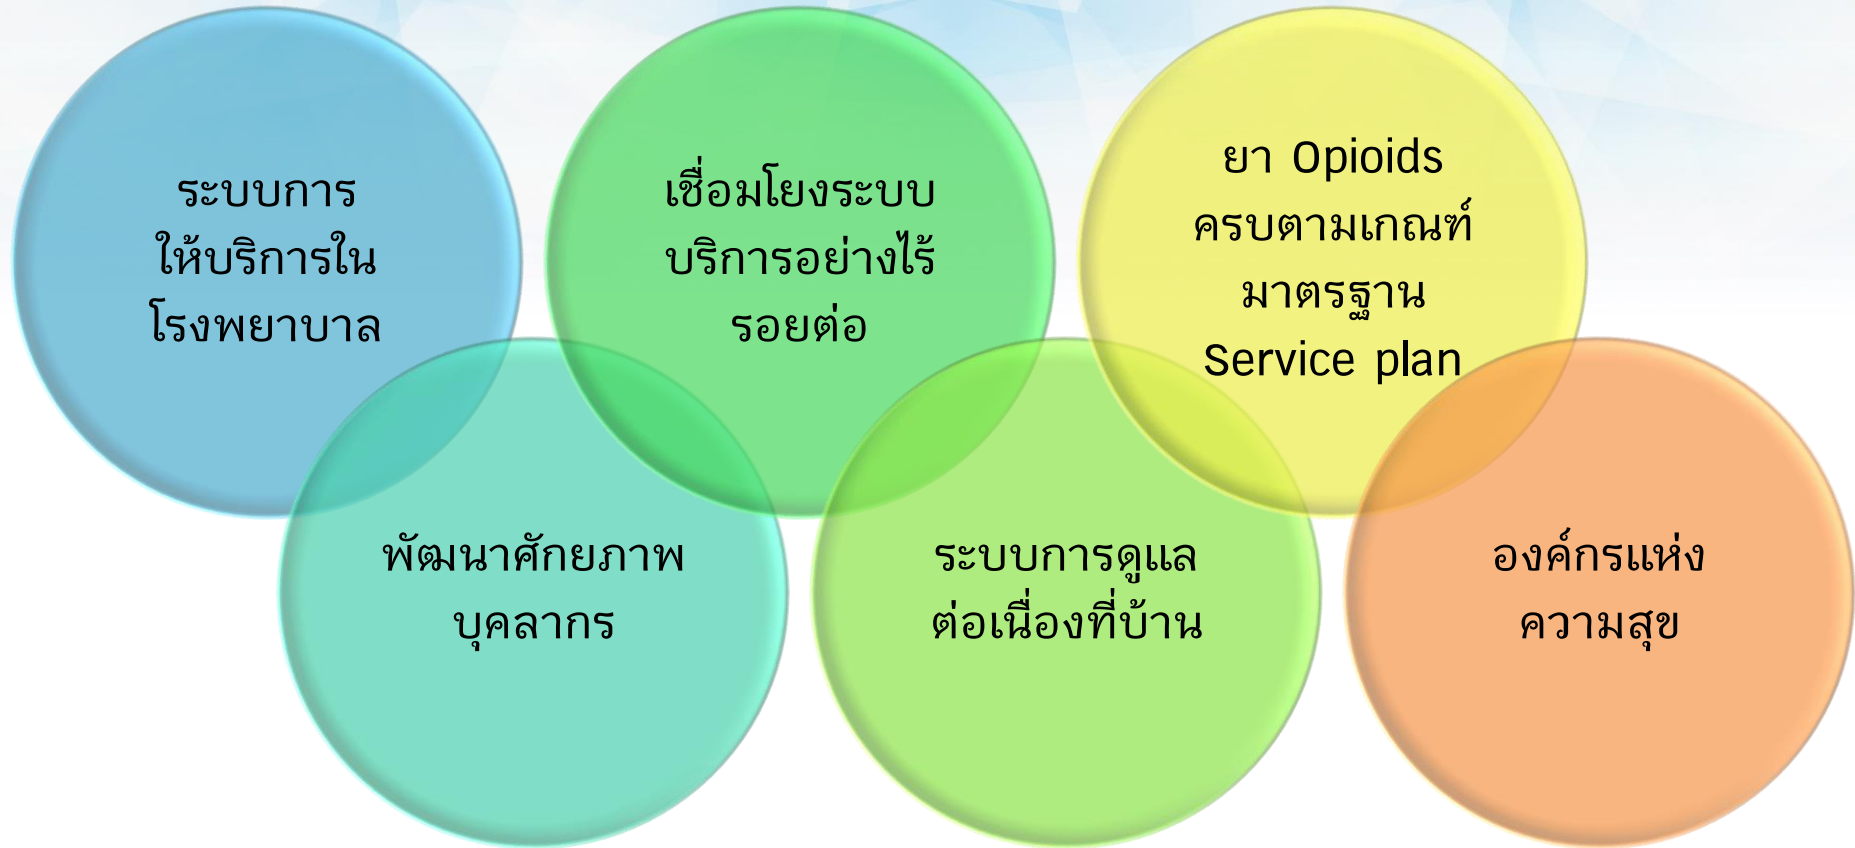 ระบบการ
ให้บริการใน
โรงพยาบาล
เชื่อมโยงระบบ
บริการอย่างไร้
รอยต่อ
ยา Opioids
ครบตามเกณฑ์
มาตรฐาน
Service plan
พัฒนาศักยภาพ
บุคลากร
ระบบการดูแล
ต่อเนื่องที่บ้าน
องค์กรแห่ง
ความสุข